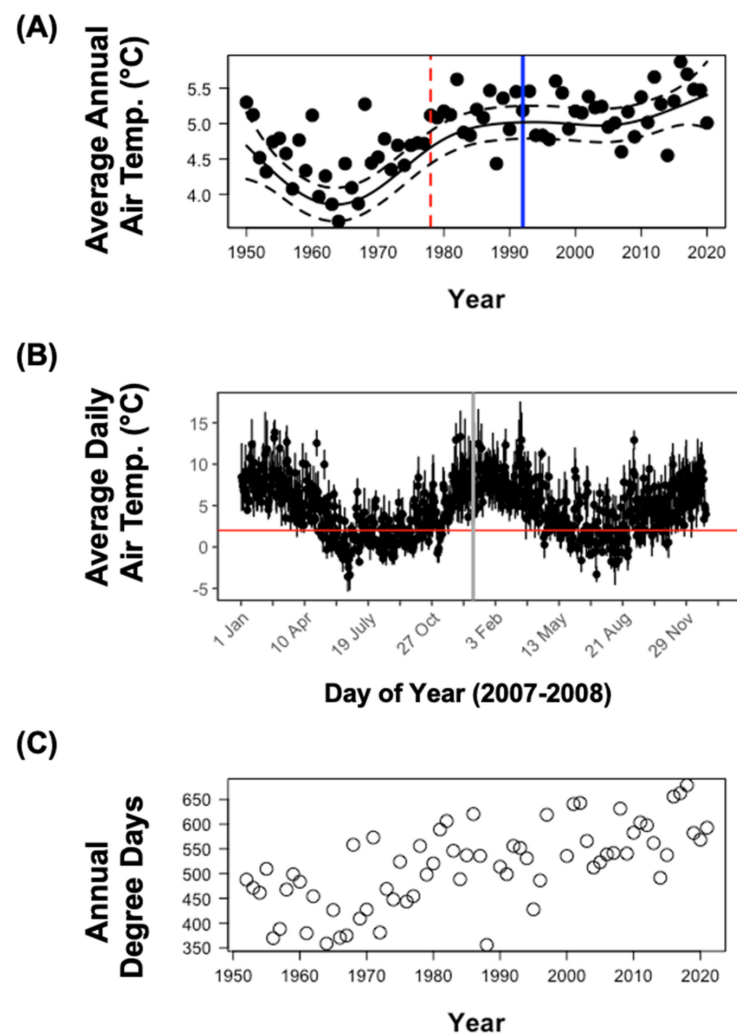 (A)
Average Annual
Air Temp. (°C)
5.5
5.0
4.5
4.0
1950 1960 1970 1980 1990 2000 2010 2020
Year
(B)
Average Daily
Air Temp. (°C)
15
10
5
0
-5
1 Jan 10 Apr 19 July 27 Oct 3 Feb 13 May 21 Aug 29 Nov
Day of Year (2007-2008)
(C)
Annual
Degree Days
650
600
550
500
450
400
350
1950 1960 1970 1980 1990 2000 2010 2020
Year